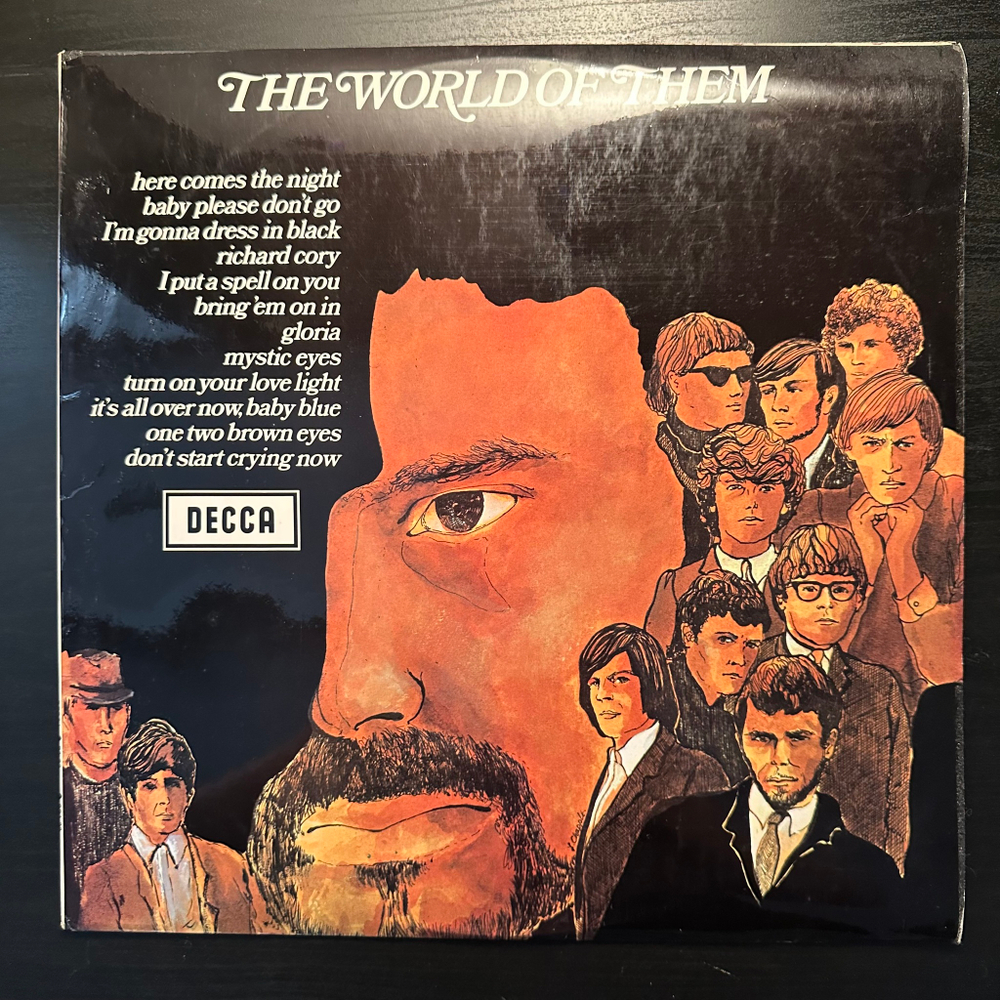 THE WORLD OF THEM
here comes the night
baby please don't go
I'm gonna dress in black
richard cory
I put a spell on you
bring 'em on in
gloria
mystic eyes
turn on your love light
it's all over now, baby blue
one two brown eyes
don't start crying now
DECCA